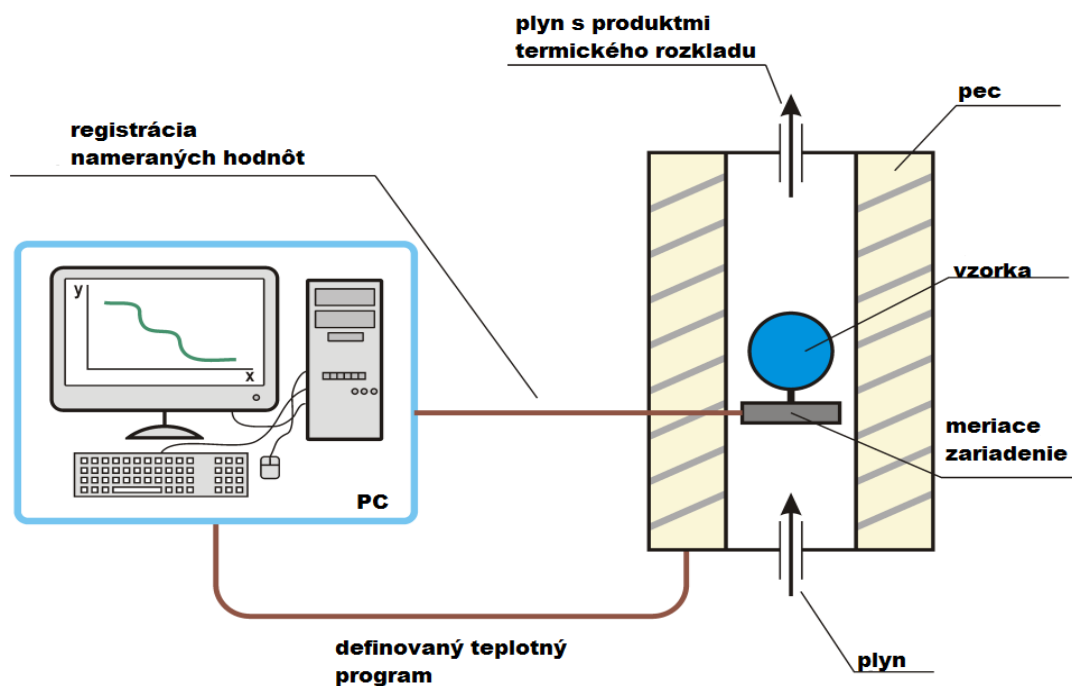 plyn s produktmi
termického rozkladu
pec
registrácia
nameraných hodnôt
vzorka
y
x
meriace
zariadenie
PC
definovaný teplotný
program
plyn